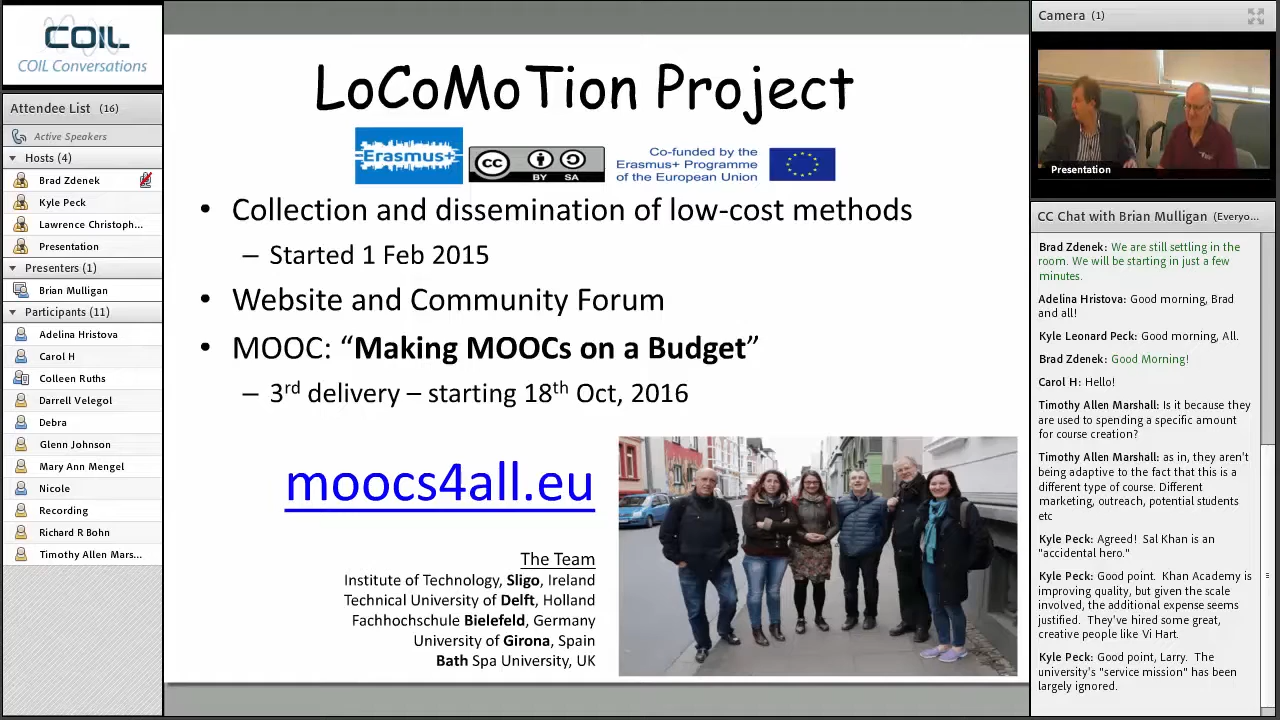 COIL
COIL Conversations
Attendee List (16)
Active Speakers
Hosts (4)
Brad Zdenek
Kyle Peck
Lawrence Christoph...
Presentation
Presenters (1)
Brian Mulligan
Participants (11)
Adelina Hristova
Carol H
Colleen Ruths
Darrell Velegol
Debra
Glenn Johnson
Mary Ann Mengel
Nicole
Recording
Richard R Bohn
Timothy Allen Mars...
LoCoMoTion Project
Erasmus+
cc BY SA
Co-funded by the
Erasmus+ Programme
of the European Union
• Collection and dissemination of low-cost methods
– Started 1 Feb 2015
• Website and Community Forum
• MOOC: “Making MOOCs on a Budget”
– 3rd delivery – starting 18th Oct, 2016
moocs4all.eu
The Team
Institute of Technology, Sligo, Ireland
Technical University of Delft, Holland
Fachhochschule Bielefeld, Germany
University of Girona, Spain
Bath Spa University, UK
Camera (1)
Presentation
CC Chat with Brian Mulligan (Everyo...
Brad Zdenek: We are still settling in the
room. We will be starting in just a few
minutes.
Adelina Hristova: Good morning, Brad
and all!
Kyle Leonard Peck: Good morning, All.
Brad Zdenek: Good Morning!
Carol H: Hello!
Timothy Allen Marshall: Is it because they
are used to spending a specific amount
for course creation?
Timothy Allen Marshall: as in, they aren't
being adaptive to the fact that this is a
different type of course. Different
marketing, outreach, potential students
etc
Kyle Peck: Agreed! Sal Khan is an
"accidental hero."
Kyle Peck: Good point. Khan Academy is
improving quality, but given the scale
involved, the additional expense seems
justified. They've hired some great,
creative people like Vi Hart.
Kyle Peck: Good point, Larry. The
university's "service mission" has been
largely ignored.